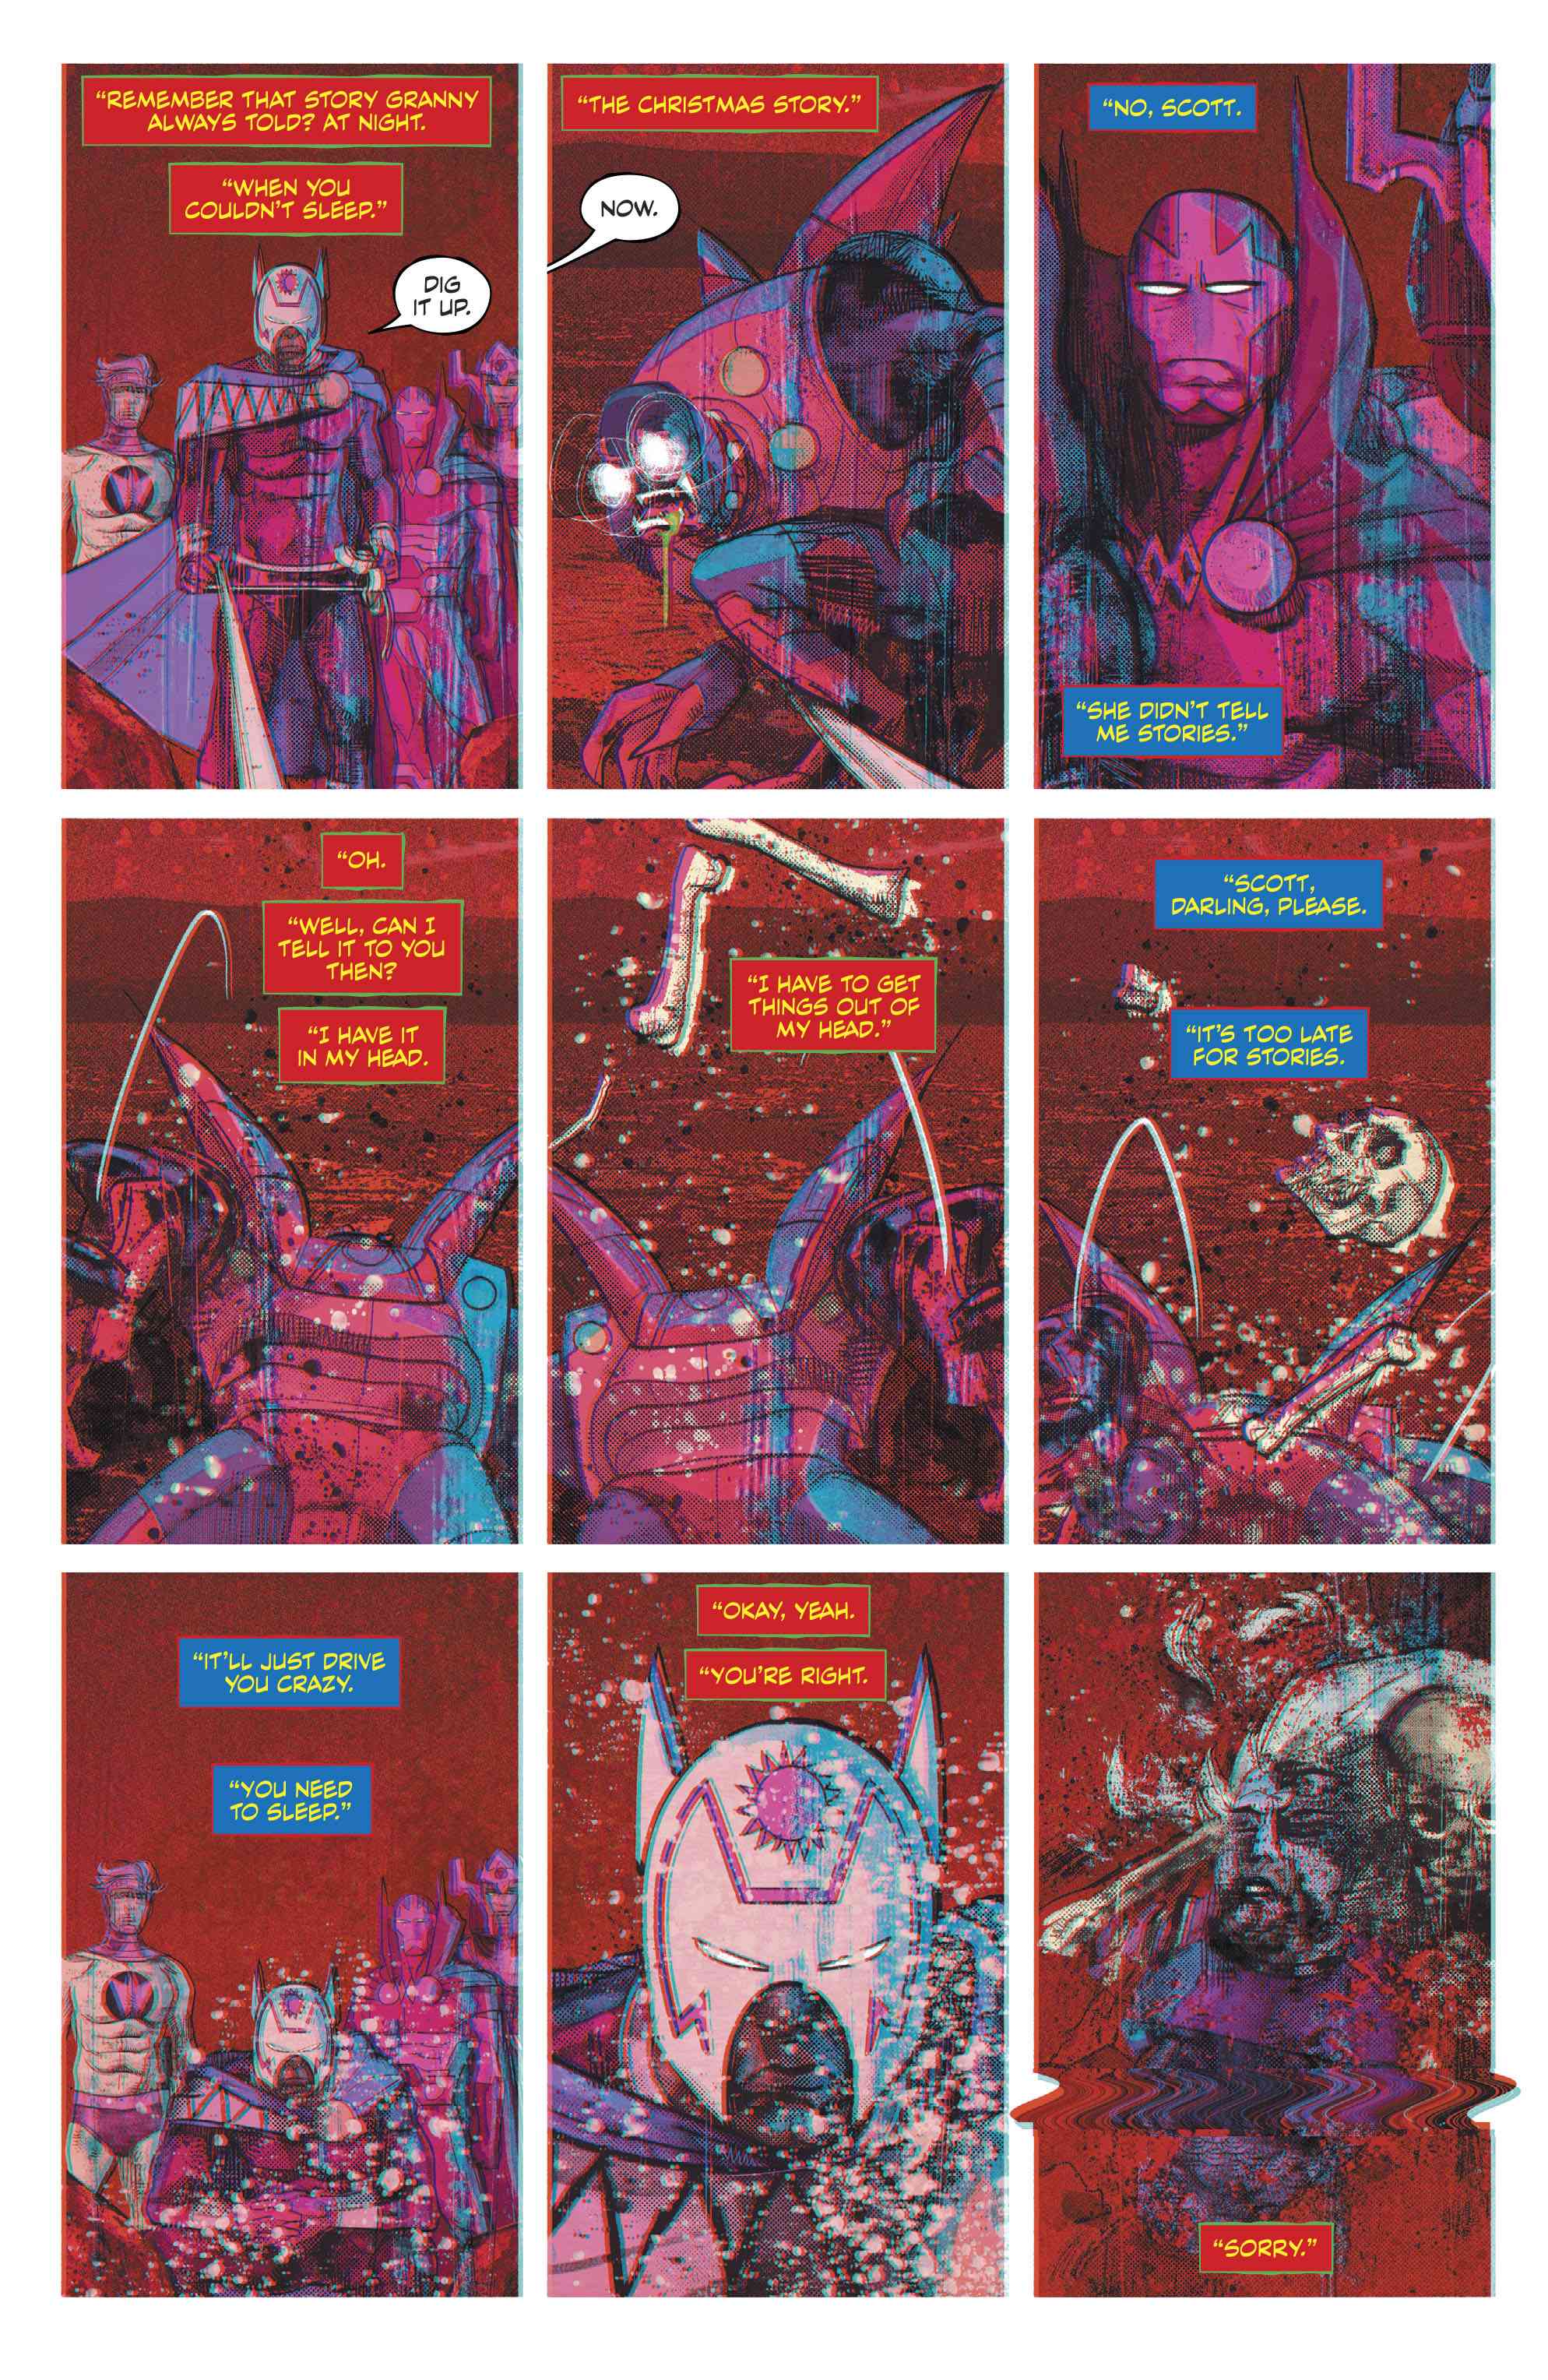 “REMEMBER THAT STORY GRANNY
ALWAYS TOLD? AT NIGHT.
“WHEN YOU
COULDN’T SLEEP.”
DIG
IT UP.
“THE CHRISTMAS STORY.”
NOW.
“NO, SCOTT.
“SHE DIDN’T TELL
ME STORIES.”
“OH.
“WELL, CAN I
TELL IT TO YOU
THEN?
“I HAVE IT
IN MY HEAD.
“I HAVE TO GET
THINGS OUT OF
MY HEAD.”
“SCOTT,
DARLING, PLEASE.
“IT’S TOO LATE
FOR STORIES.
“IT’LL JUST DRIVE
YOU CRAZY.
“YOU NEED
TO SLEEP.”
“OKAY, YEAH.
“YOU’RE RIGHT.
“SORRY.”